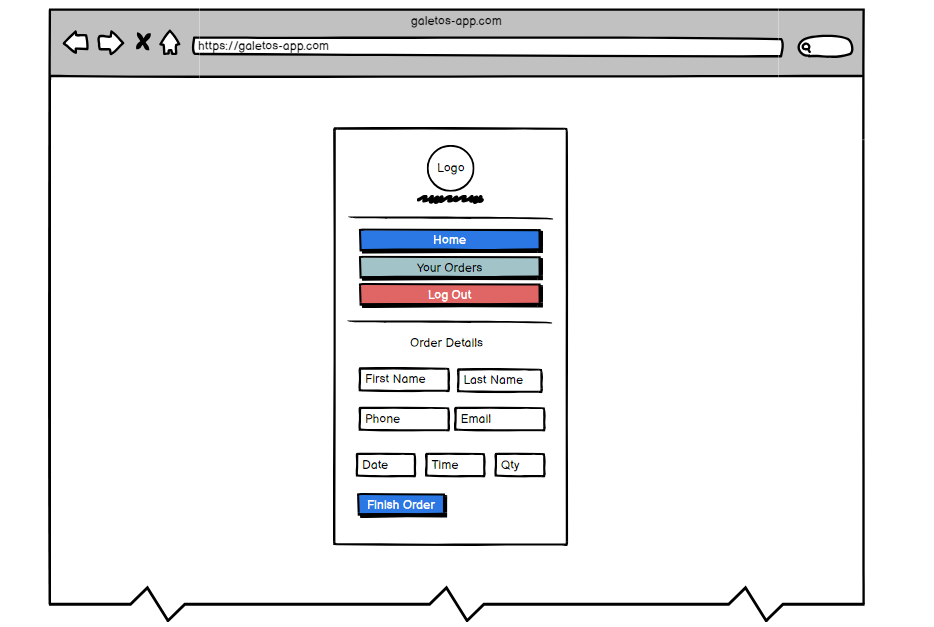 galetos-app.com
https://galetos-app.com
Logo
Home
Your Orders
Log Out
Order Details
First Name Last Name
Phone Email
Date Time Qty
Finish Order